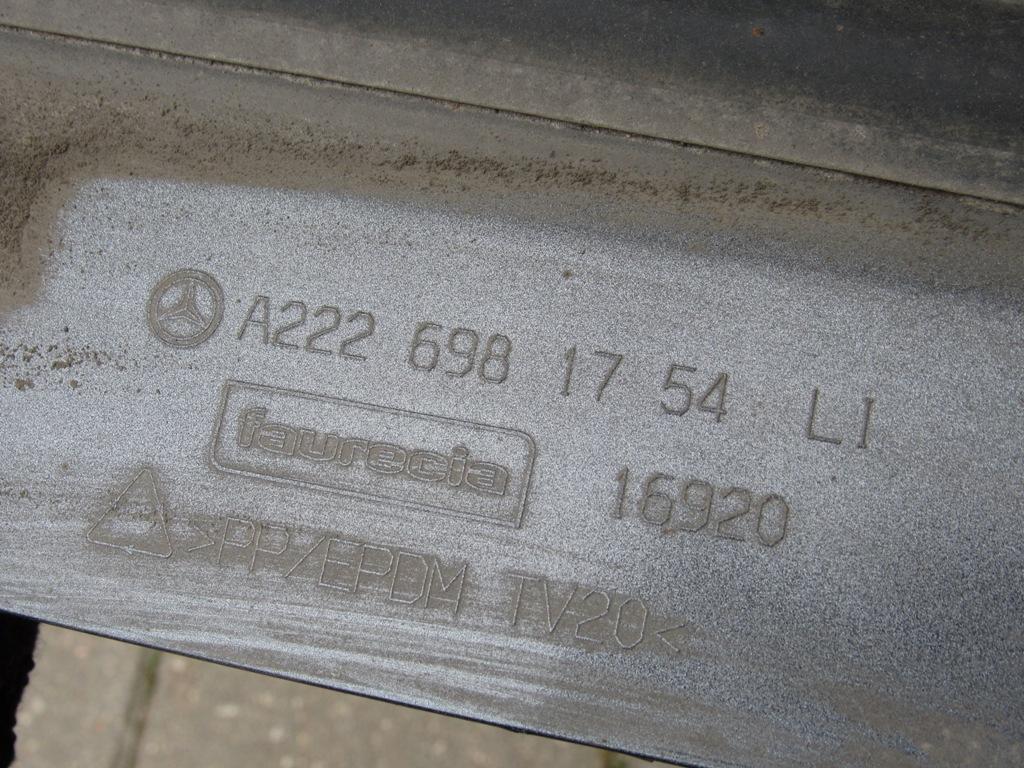 A222 698 17 54 LI
faurecia
16920
>PP/EPDM TV20<